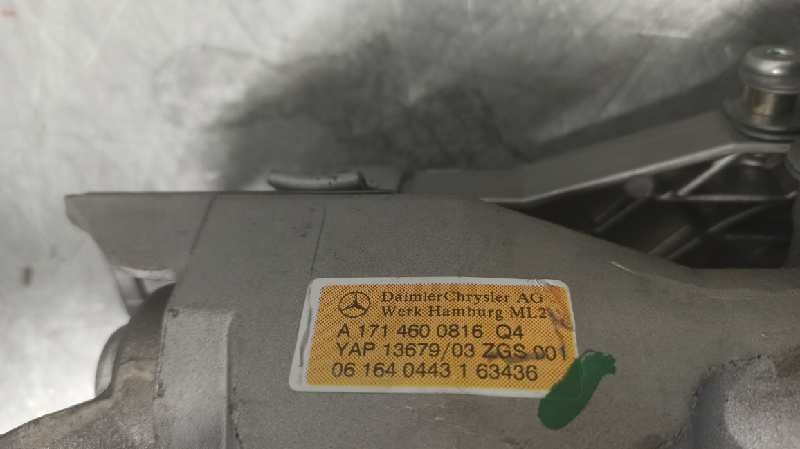 DaimlerChrysler AG
Werk Hamburg ML2
A 171 460 0816 Q4
YAP 13679/03 ZGS 001
06 164 0443 1 63436